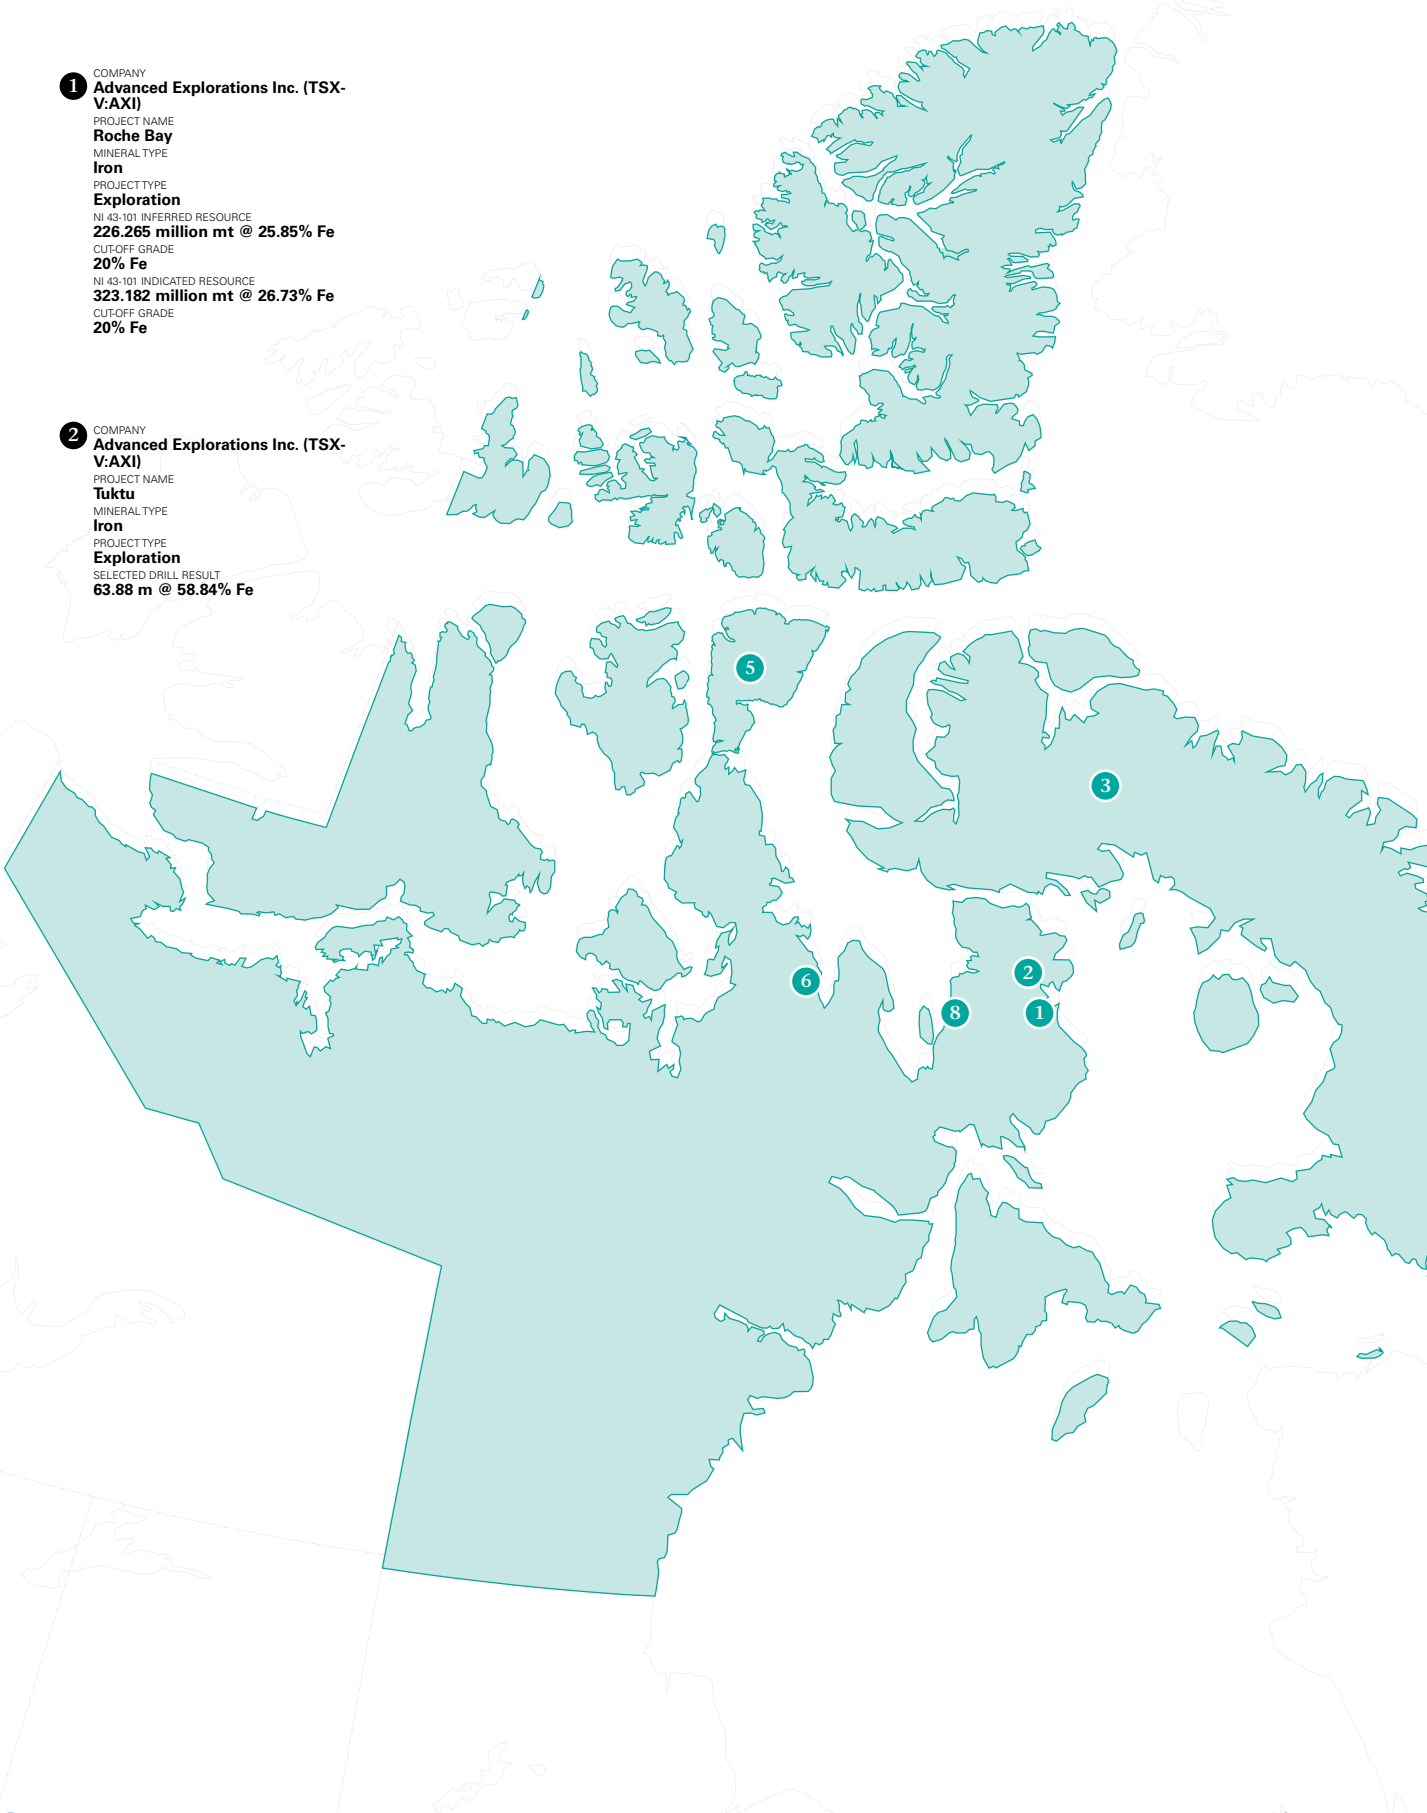 1
COMPANY
Advanced Explorations Inc. (TSX-
V:AXI)
PROJECT NAME
Roche Bay
MINERAL TYPE
Iron
PROJECT TYPE
Exploration
NI 43-101 INFERRED RESOURCE
226.265 million mt @ 25.85% Fe
CUT-OFF GRADE
20% Fe
NI 43-101 INDICATED RESOURCE
323.182 million mt @ 26.73% Fe
CUT-OFF GRADE
20% Fe
2
COMPANY
Advanced Explorations Inc. (TSX-
V:AXI)
PROJECT NAME
Tuktu
MINERAL TYPE
Iron
PROJECT TYPE
Exploration
SELECTED DRILL RESULT
63.88 m @ 58.84% Fe
5
3
2
6
8
1